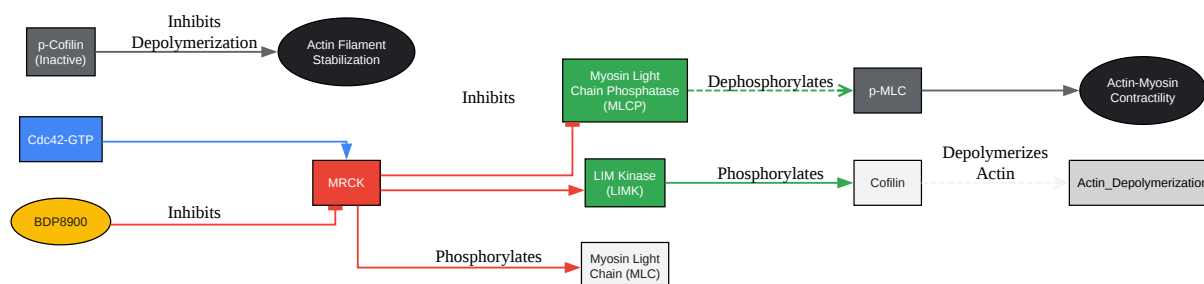 Inhibits
Depolymerization
p-Cofilin
(Inactive)
Actin Filament
Stabilization
Inhibits
Myosin Light
Chain Phosphatase
(MLCP)
Dephosphorylates
p-MLC
Actin-Myosin
Contractility
Cdc42-GTP
MRCK
LIM Kinase
(LIMK)
Phosphorylates
Cofilin
Depolymerizes
Actin
Actin_Depolymerization
BDP8900
Inhibits
Phosphorylates
Myosin Light
Chain (MLC)